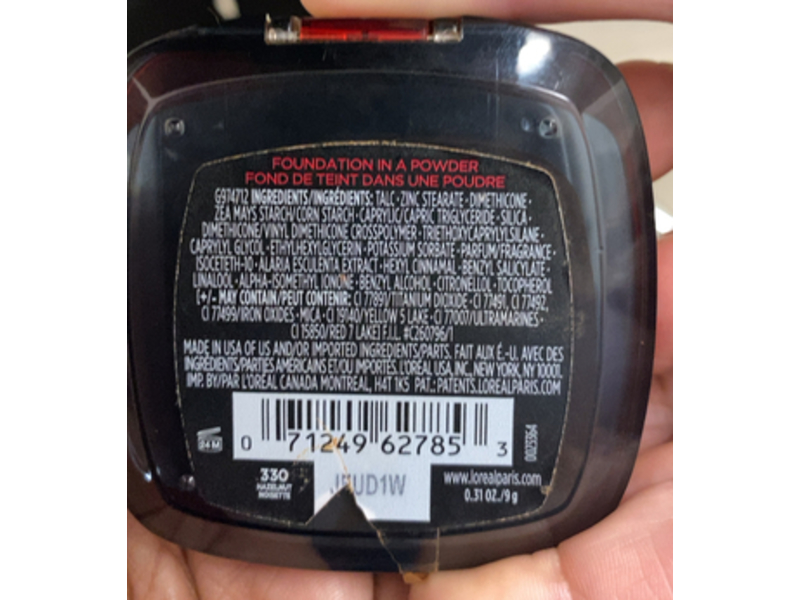 FOUNDATION IN A POWDER
FOND DE TEINT DANS UNE POUDRE
G974712 INGREDIENTS/INGRÉDIENTS: TALC · ZINC STEARATE · DIMETHICONE ·
ZEA MAYS STARCH/CORN STARCH · CAPRYLIC/CAPRIC TRIGLYCERIDE · SILICA ·
DIMETHICONE/VINYL DIMETHICONE CROSSPOLYMER · TRIETHOXYCAPRYLYLSILANE ·
CAPRYLYL GLYCOL · ETHYLHEXYLGLYCERIN · POTASSIUM SORBATE · PARFUM/FRAGRANCE ·
ISOCETETH-10 · ALARIA ESCULENTA EXTRACT · HEXYL CINNAMAL · BENZYL SALICYLATE ·
LINALOOL · ALPHA-ISOMETHYL IONONE · BENZYL ALCOHOL · CITRONELLOL · TOCOPHEROL
[+/- MAY CONTAIN/PEUT CONTENIR: CI 77891/TITANIUM DIOXIDE · CI 77491, CI 77492,
CI 77499/IRON OXIDES · MICA · CI 19140/YELLOW 5 LAKE · CI 77007/ULTRAMARINES ·
CI 15850/RED 7 LAKE] F.I.L. #C260796/1
MADE IN USA OF US AND/OR IMPORTED INGREDIENTS/PARTS. FAIT AUX É.-U. AVEC DES
INGRÉDIENTS/PARTIES AMÉRICAINS ET/OU IMPORTÉS. L'ORÉAL USA, INC., NEW YORK, NY 10001.
IMP. BY/PAR L'ORÉAL CANADA MONTREAL, H4T 1K5 PAT.: PATENTS.LOREALPARIS.COM
24 M
0 71249 62785 3
330
HAZELNUT
NOISETTE
UD1W
www.lorealparis.com
0.31 OZ./9 g